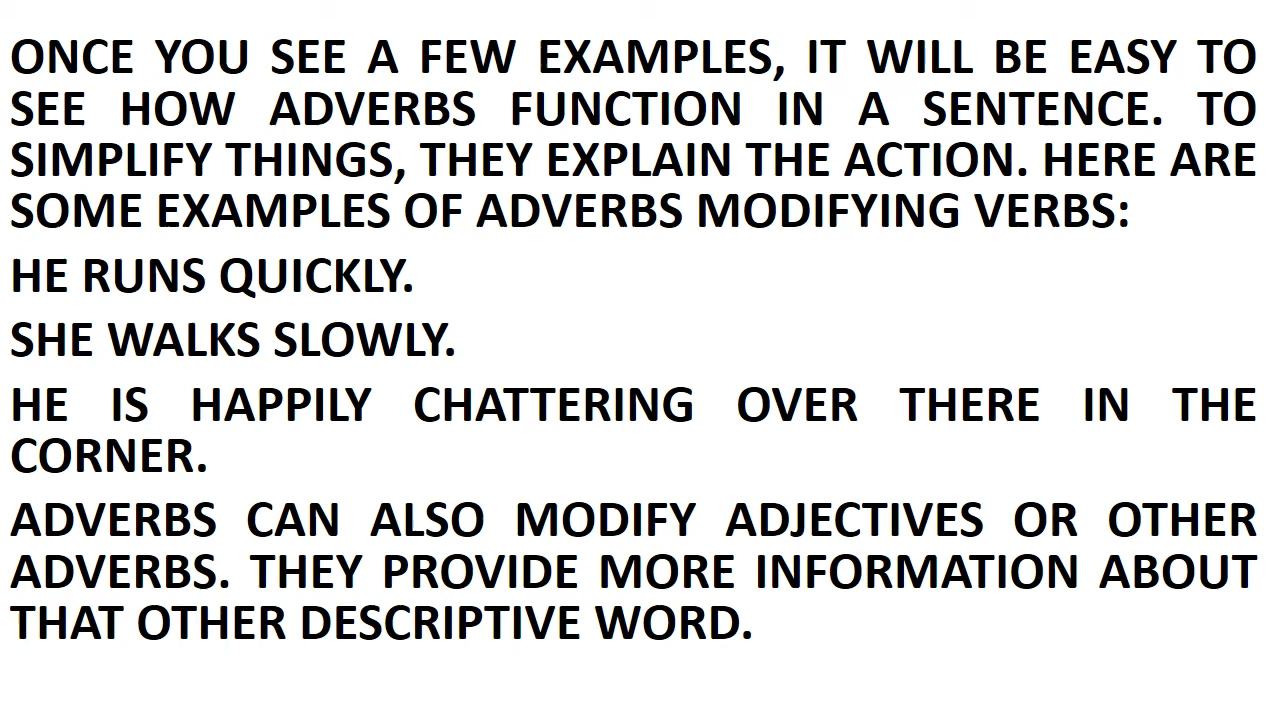 ONCE YOU SEE A FEW EXAMPLES, IT WILL BE EASY TO
SEE HOW ADVERBS FUNCTION IN A SENTENCE. TO
SIMPLIFY THINGS, THEY EXPLAIN THE ACTION. HERE ARE
SOME EXAMPLES OF ADVERBS MODIFYING VERBS:
HE RUNS QUICKLY.
SHE WALKS SLOWLY.
HE IS HAPPILY CHATTERING OVER THERE IN THE
CORNER.
ADVERBS CAN ALSO MODIFY ADJECTIVES OR OTHER
ADVERBS. THEY PROVIDE MORE INFORMATION ABOUT
THAT OTHER DESCRIPTIVE WORD.